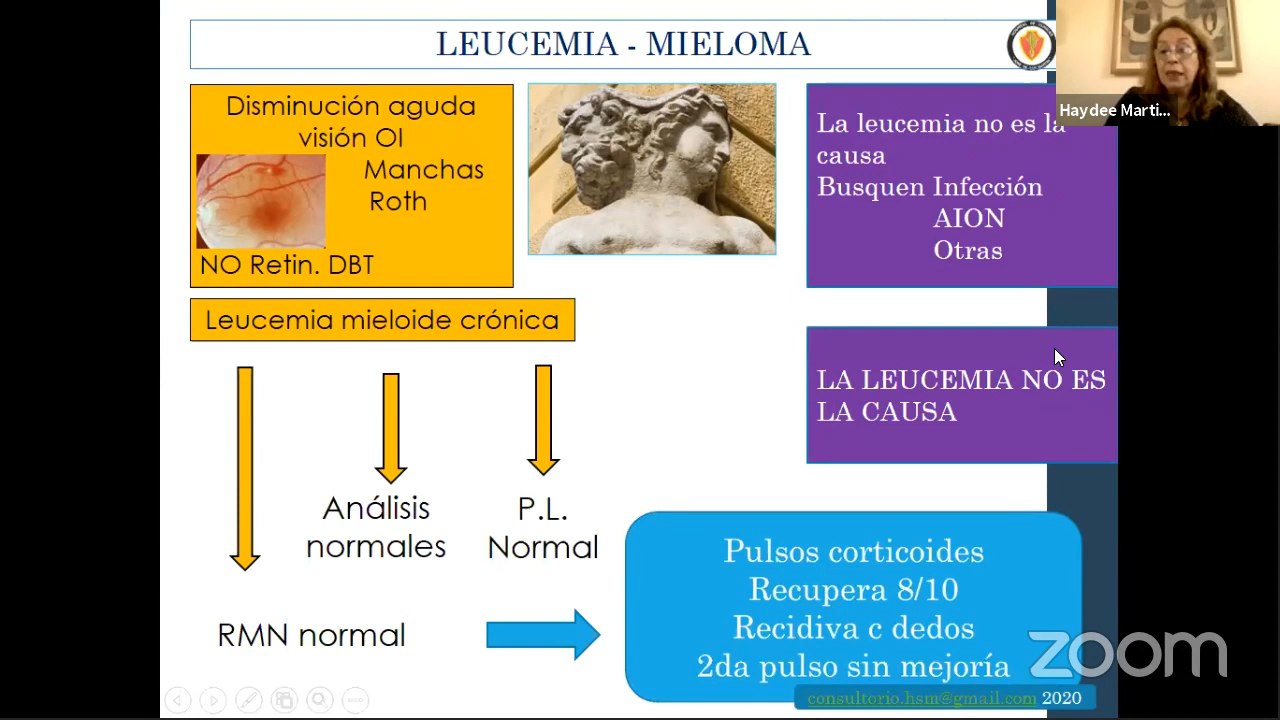 LEUCEMIA - MIELOMA
Disminución aguda
visión OI
Manchas
Roth
NO Retin. DBT
Leucemia mieloide crónica
Análisis
normales
P.L.
Normal
RMN normal
La leucemia no es la
causa
Busquen Infección
AION
Otras
LA LEUCEMIA NO ES
LA CAUSA
Pulsos corticoides
Recupera 8/10
Recidiva c dedos
2da pulso sin mejoría
consultorio.hsm@gmail.com 2020
Haydee Marti...
zoom